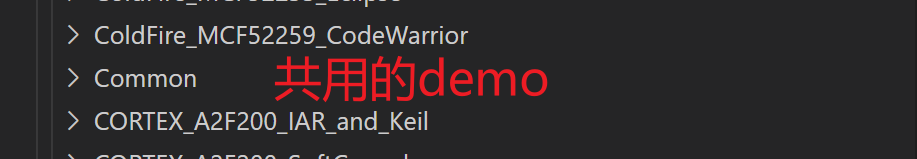 ColdFire_MCF52259_CodeWarrior
Common 共用的demo
CORTEX_A2F200_IAR_and_Keil